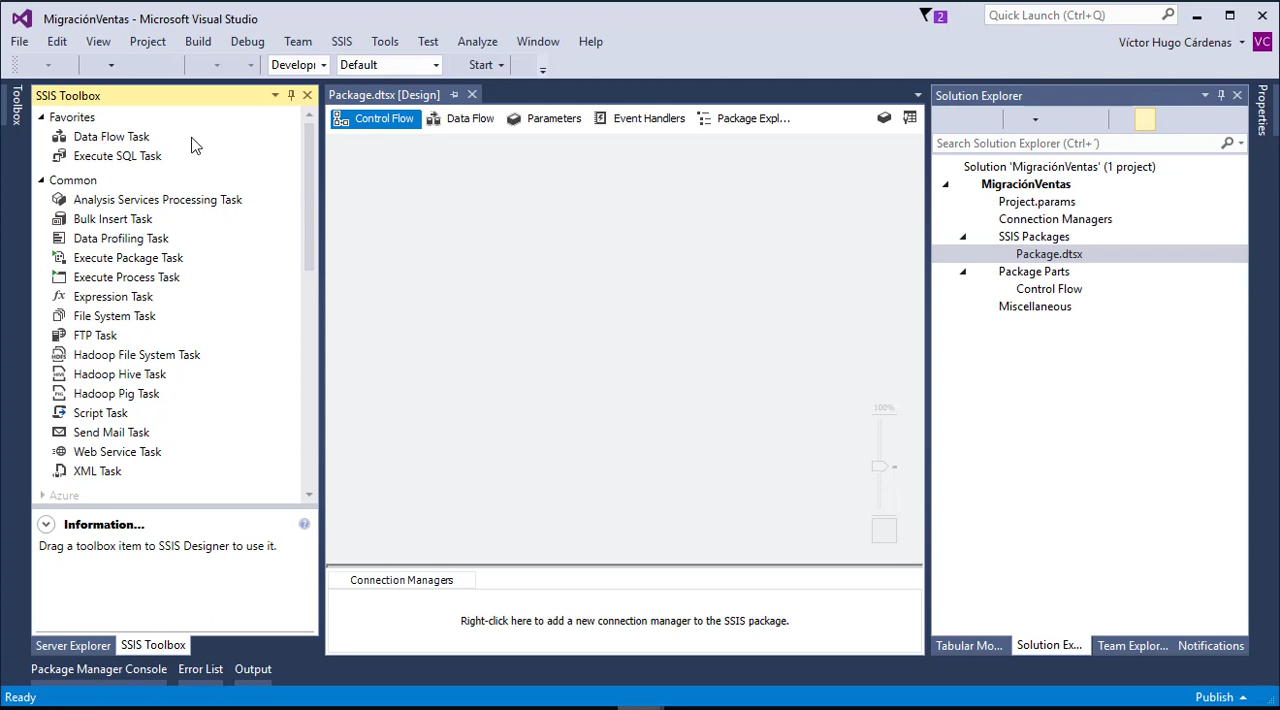 MigraciónVentas - Microsoft Visual Studio
2
Quick Launch (Ctrl+Q)
File Edit View Project Build Debug Team SSIS Tools Test Analyze Window Help
Víctor Hugo Cárdenas
VC
Developı
Default
Start
Toolbox
SSIS Toolbox
Favorites
Data Flow Task
Execute SQL Task
Common
Analysis Services Processing Task
Bulk Insert Task
Data Profiling Task
Execute Package Task
Execute Process Task
Expression Task
File System Task
FTP Task
Hadoop File System Task
Hadoop Hive Task
Hadoop Pig Task
Script Task
Send Mail Task
Web Service Task
XML Task
Azure
Information...
Drag a toolbox item to SSIS Designer to use it.
Server Explorer
SSIS Toolbox
Package.dtsx [Design]
Control Flow
Data Flow
Parameters
Event Handlers
Package Expl...
100%
Connection Managers
Right-click here to add a new connection manager to the SSIS package.
Solution Explorer
Search Solution Explorer (Ctrl+´)
Solution 'MigraciónVentas' (1 project)
MigraciónVentas
Project.params
Connection Managers
SSIS Packages
Package.dtsx
Package Parts
Control Flow
Miscellaneous
Tabular Mo...
Solution Ex...
Team Explor...
Notifications
Properties
Package Manager Console
Error List
Output
Ready
Publish